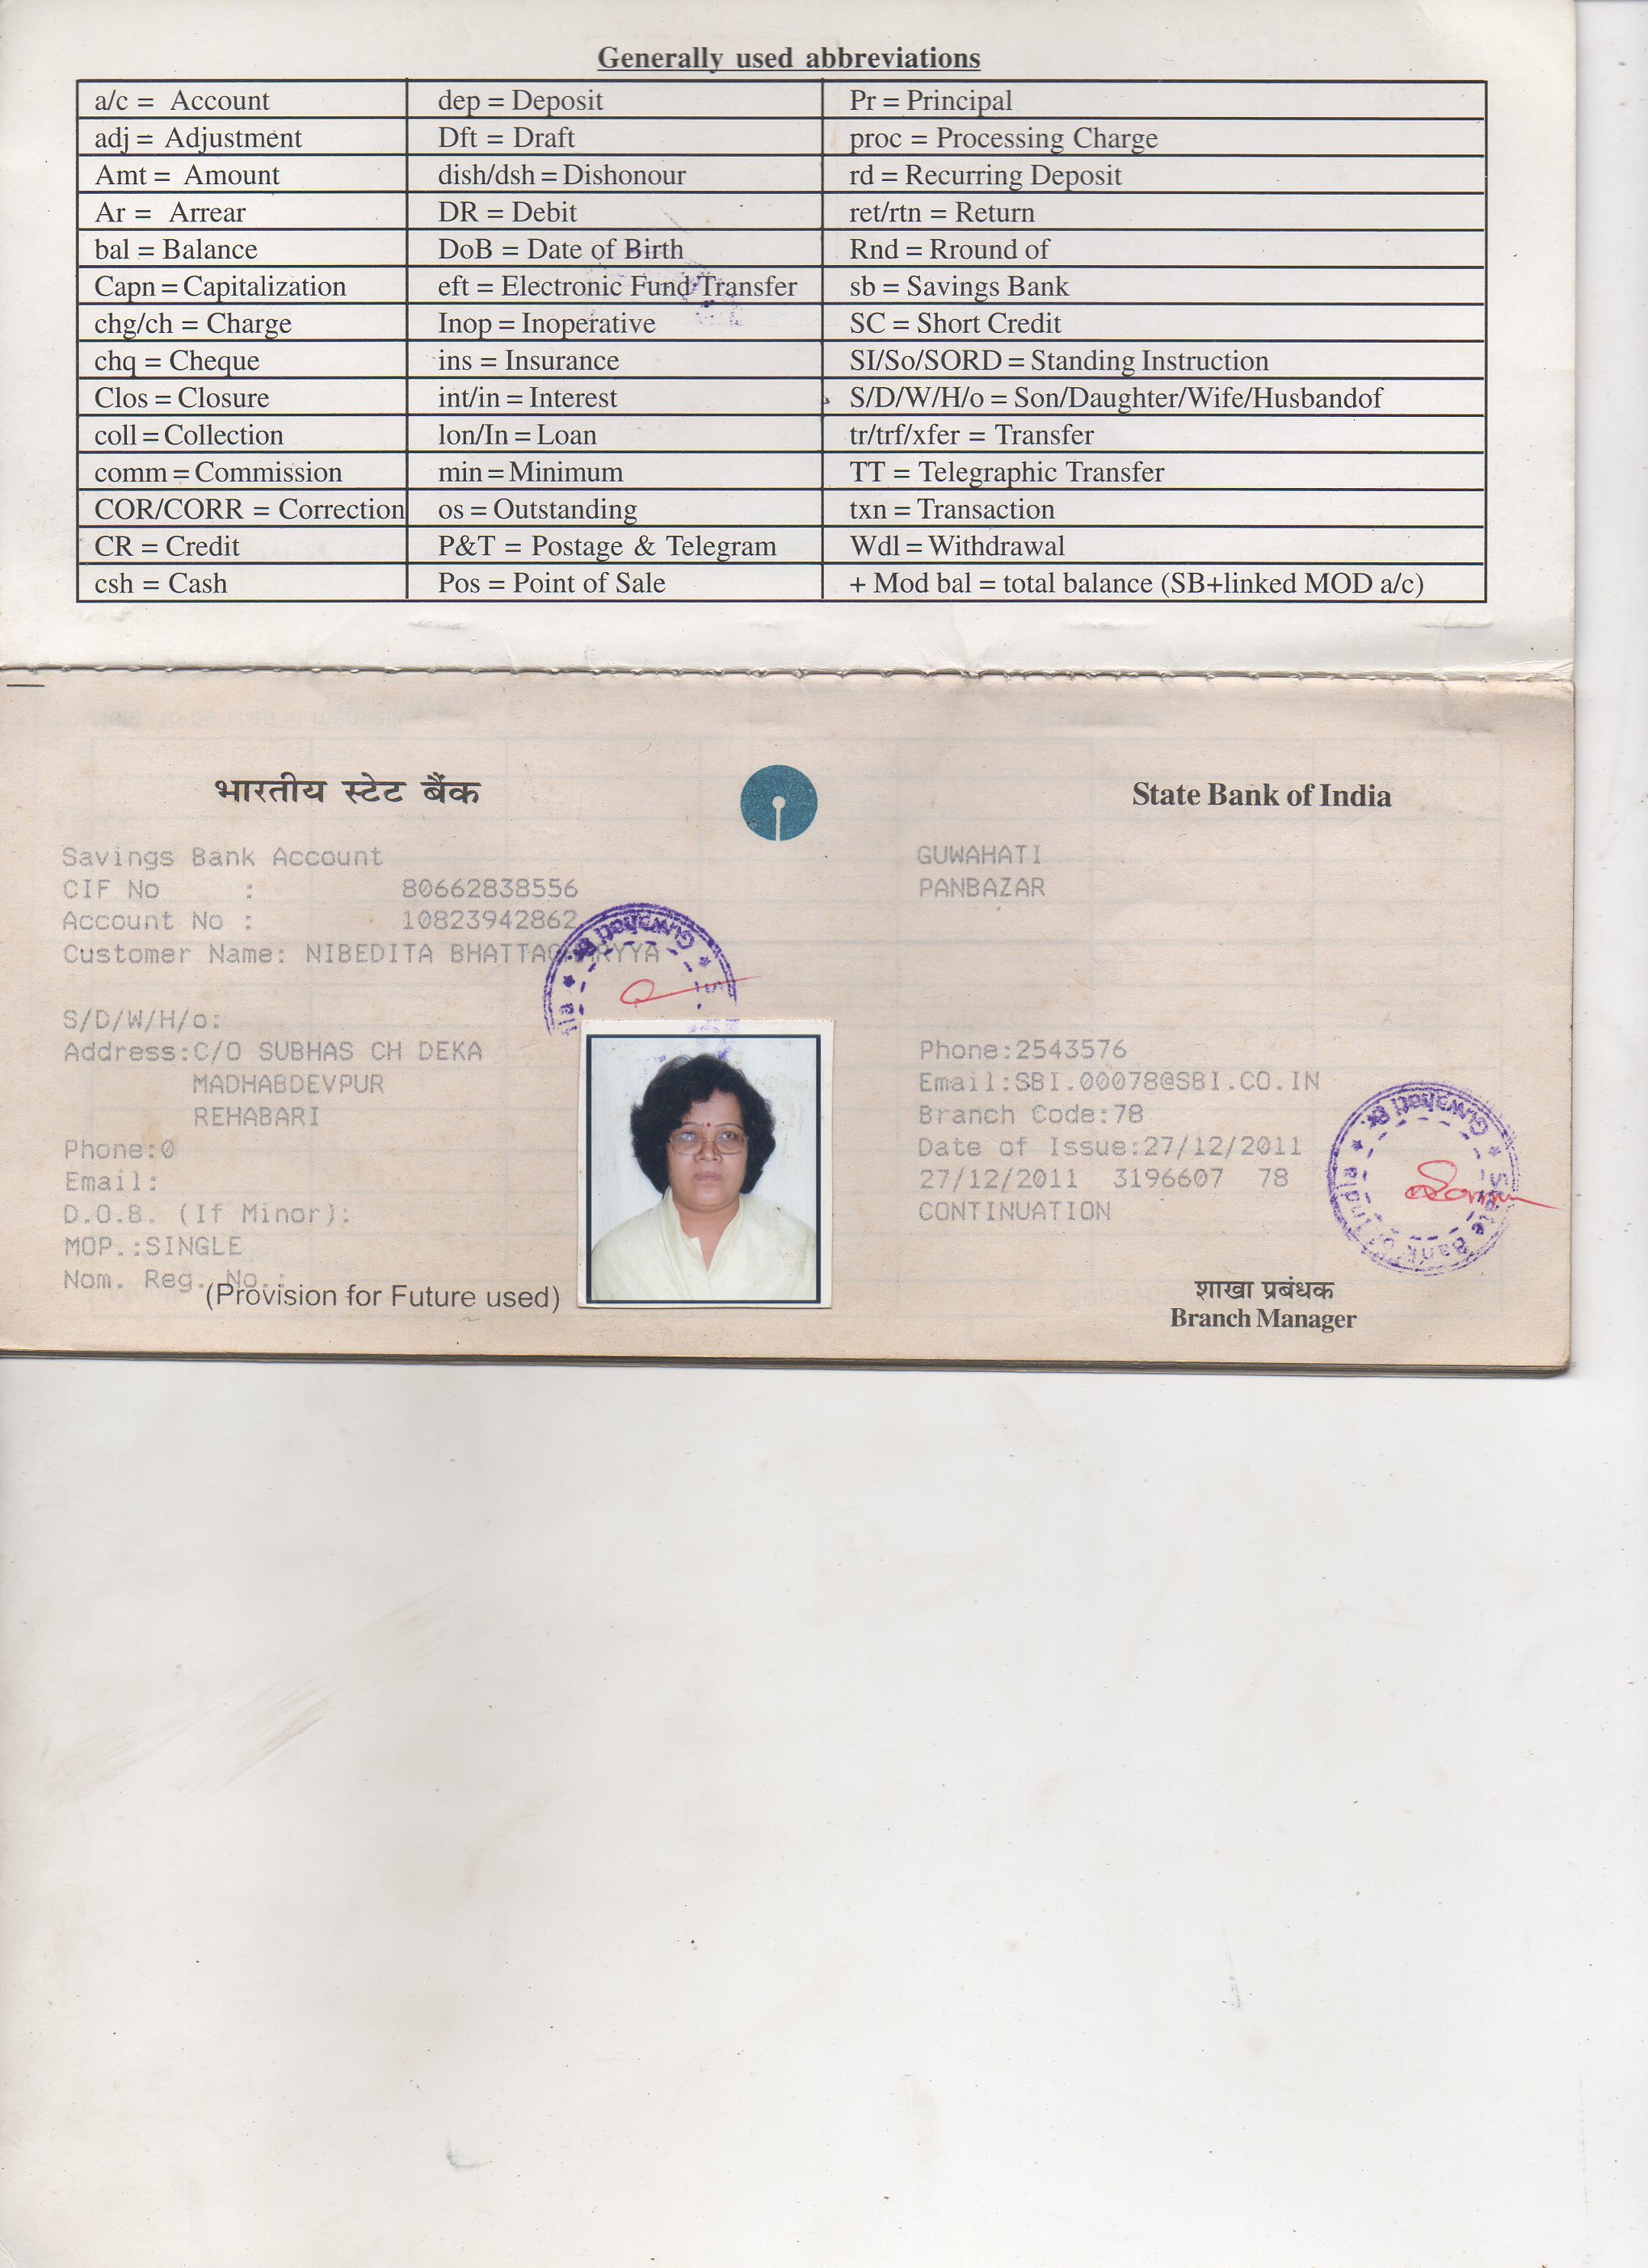 Generally used abbreviations
a/c = Account dep = Deposit Pr = Principal
adj = Adjustment Dft = Draft proc = Processing Charge
Amt = Amount dish/dsh = Dishonour rd = Recurring Deposit
Ar = Arrear DR = Debit ret/rtn = Return
bal = Balance DoB = Date of Birth Rnd = Rround of
Capn = Capitalization eft = Electronic Fund Transfer sb = Savings Bank
chg/ch = Charge Inop = Inoperative SC = Short Credit
chq = Cheque ins = Insurance SI/So/SORD = Standing Instruction
Clos = Closure int/in = Interest S/D/W/H/o = Son/Daughter/Wife/Husbandof
coll = Collection lon/In = Loan tr/trf/xfer = Transfer
comm = Commission min = Minimum TT = Telegraphic Transfer
COR/CORR = Correction os = Outstanding txn = Transaction
CR = Credit P&T = Postage & Telegram Wdl = Withdrawal
csh = Cash Pos = Point of Sale + Mod bal = total balance (SB+linked MOD a/c)
भारतीय स्टेट बैंक State Bank of India
Savings Bank Account GUWAHATI
CIF No : 80662838556 PANBAZAR
Account No : 10823942862
Customer Name: NIBEDITA BHATTACHARYYA
S/D/W/H/o:
Address:C/O SUBHAS CH DEKA Phone:2543576
MADHABDEVPUR Email:SBI.00078@SBI.CO.IN
REHABARI Branch Code:78
Phone:0 Date of Issue:27/12/2011
Email: 27/12/2011 3196607 78
D.O.B. (If Minor): CONTINUATION
MOP.:SINGLE
Nom. Reg. No.:
(Provision for Future used) शाखा प्रबंधक
Branch Manager
State Bank of India * Guwahati Br. *